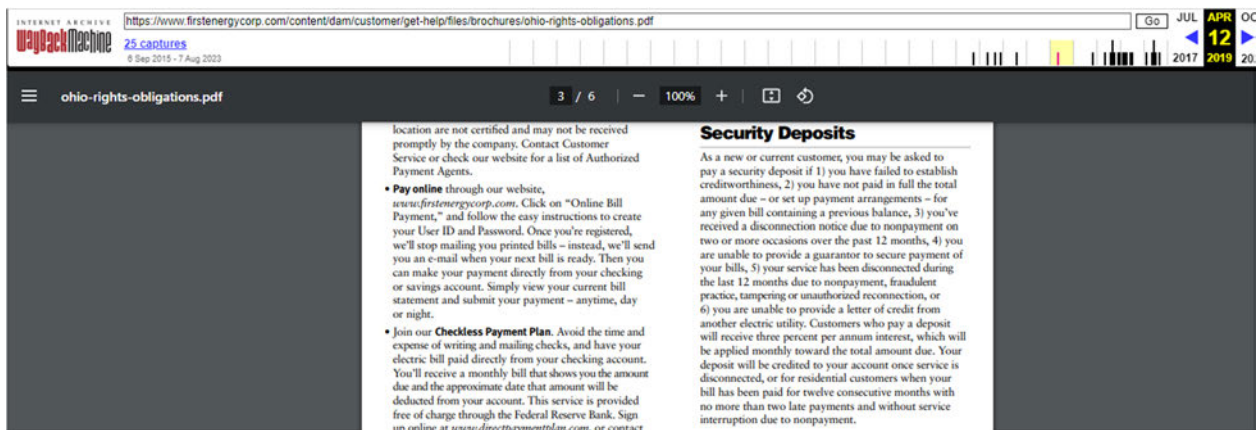 INTERNET ARCHIVE
WayBackMachine
https://www.firstenergycorp.com/content/dam/customer/get-help/files/brochures/ohio-rights-obligations.pdf
Go
JUL APR OC
25 captures
12
6 Sep 2015 - 7 Aug 2023
2017 2019 20
ohio-rights-obligations.pdf
3 / 6
100%
location are not certified and may not be received
promptly by the company. Contact Customer
Service or check our website for a list of Authorized
Payment Agents.
• Pay online through our website,
www.firstenergycorp.com. Click on “Online Bill
Payment,” and follow the easy instructions to create
your User ID and Password. Once you're registered,
we'll stop mailing you printed bills – instead, we'll send
you an e-mail when your next bill is ready. Then you
can make your payment directly from your checking
or savings account. Simply view your current bill
statement and submit your payment – anytime, day
or night.
• Join our Checkless Payment Plan. Avoid the time and
expense of writing and mailing checks, and have your
electric bill paid directly from your checking account.
You'll receive a monthly bill that shows you the amount
due and the approximate date that amount will be
deducted from your account. This service is provided
free of charge through the Federal Reserve Bank. Sign
up online at www.directpaymentplan.com, or contact
Security Deposits
As a new or current customer, you may be asked to
pay a security deposit if 1) you have failed to establish
creditworthiness, 2) you have not paid in full the total
amount due – or set up payment arrangements – for
any given bill containing a previous balance, 3) you've
received a disconnection notice due to nonpayment on
two or more occasions over the past 12 months, 4) you
are unable to provide a guarantor to secure payment of
your bills, 5) your service has been disconnected during
the last 12 months due to nonpayment, fraudulent
practice, tampering or unauthorized reconnection, or
6) you are unable to provide a letter of credit from
another electric utility. Customers who pay a deposit
will receive three percent per annum interest, which will
be applied monthly toward the total amount due. Your
deposit will be credited to your account once service is
disconnected, or for residential customers when your
bill has been paid for twelve consecutive months with
no more than two late payments and without service
interruption due to nonpayment.